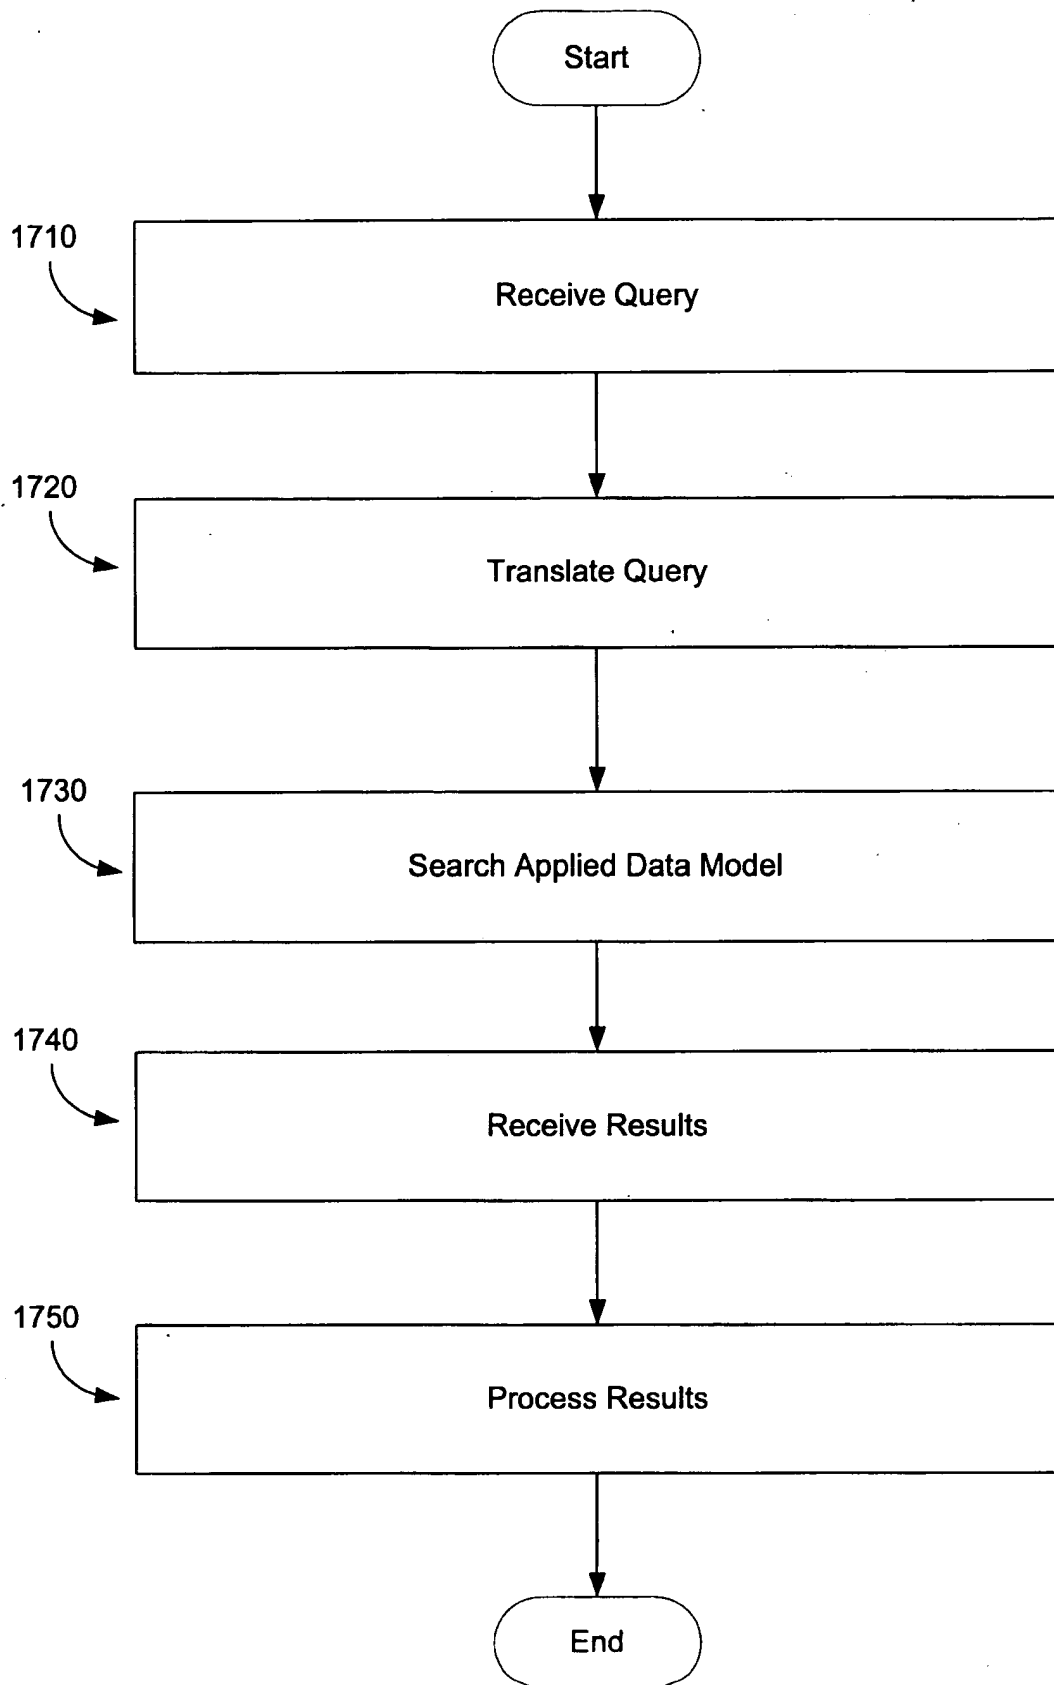 Start
1710
Receive Query
1720
Translate Query
1730
Search Applied Data Model
1740
Receive Results
1750
Process Results
End